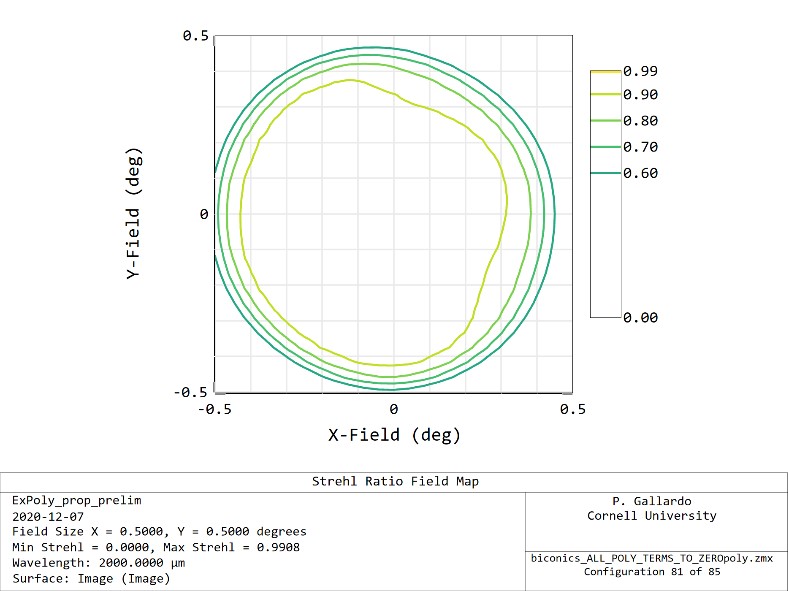 0.5
0
-0.5
-0.5
0
0.5
Y-Field (deg)
X-Field (deg)
0.99
0.90
0.80
0.70
0.60
0.00
Strehl Ratio Field Map
ExPoly_prop_prelim
2020-12-07
Field Size X = 0.5000, Y = 0.5000 degrees
Min Strehl = 0.0000, Max Strehl = 0.9908
Wavelength: 2000.0000 µm
Surface: Image (Image)
P. Gallardo
Cornell University
biconics_ALL_POLY_TERMS_TO_ZEROpoly.zmx
Configuration 81 of 85